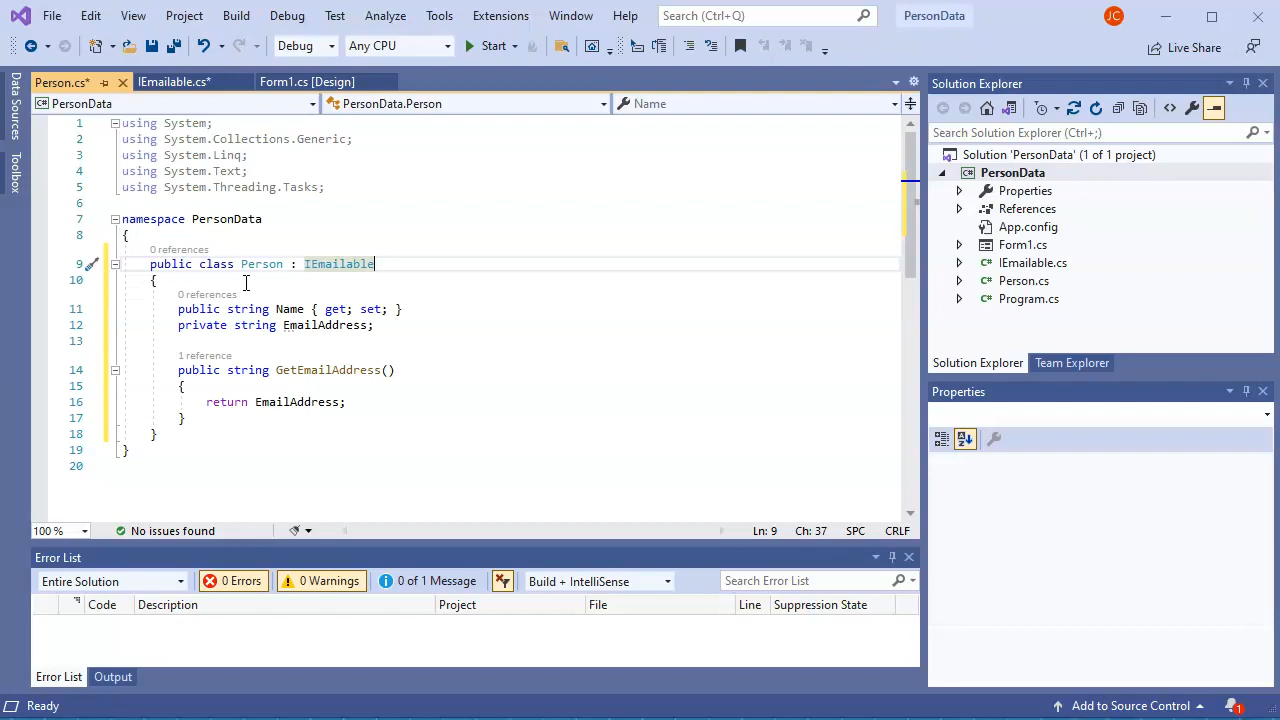 File Edit View Project Build Debug Test Analyze Tools Extensions Window Help Search (Ctrl+Q) PersonData JC
Debug Any CPU Start Live Share
Data Sources
Toolbox
Person.cs* IEmailable.cs* Form1.cs [Design]
PersonData PersonData.Person Name
1 using System;
2 using System.Collections.Generic;
3 using System.Linq;
4 using System.Text;
5 using System.Threading.Tasks;
6
7 namespace PersonData
8 {
0 references
9 public class Person : IEmailable
10 {
0 references
11 public string Name { get; set; }
12 private string EmailAddress;
13
1 reference
14 public string GetEmailAddress()
15 {
16 return EmailAddress;
17 }
18 }
19 }
20
100 % No issues found Ln: 9 Ch: 37 SPC CRLF
Error List
Entire Solution 0 Errors 0 Warnings 0 of 1 Message Build + IntelliSense Search Error List
Code Description Project File Line Suppression State
Error List Output
Solution Explorer
Search Solution Explorer (Ctrl+;)
Solution 'PersonData' (1 of 1 project)
PersonData
Properties
References
App.config
Form1.cs
IEmailable.cs
Person.cs
Program.cs
Solution Explorer Team Explorer
Properties
Ready Add to Source Control 1